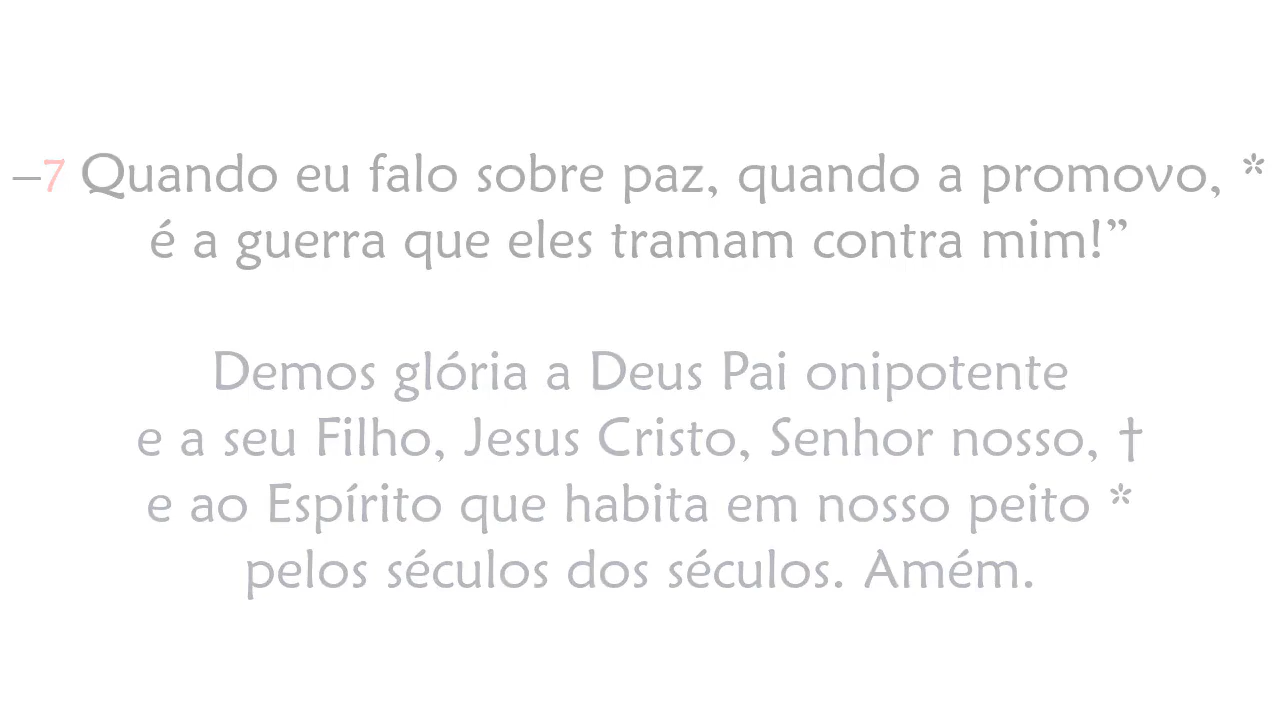 –7 Quando eu falo sobre paz, quando a promovo, *
é a guerra que eles tramam contra mim!”
Demos glória a Deus Pai onipotente
e a seu Filho, Jesus Cristo, Senhor nosso, †
e ao Espírito que habita em nosso peito *
pelos séculos dos séculos. Amém.